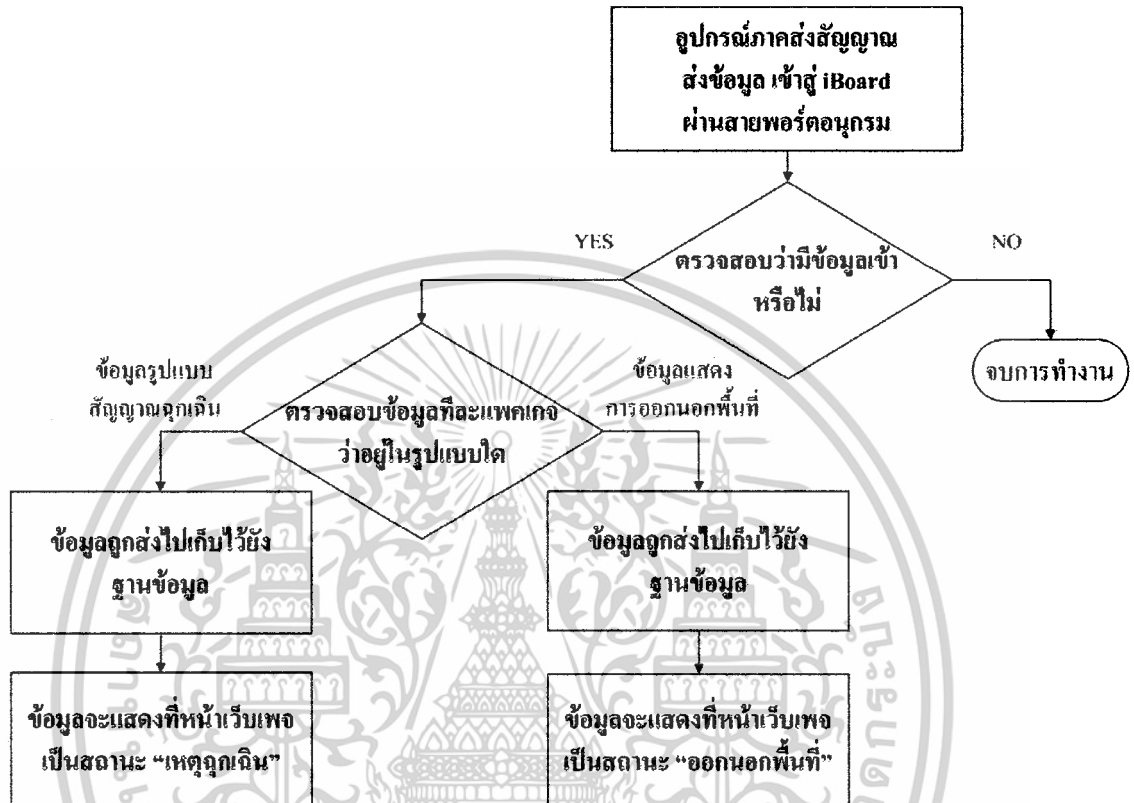 อุปกรณ์ภาคส่งสัญญาณ
ส่งข้อมูล เข้าสู่ iBoard
ผ่านสายพอร์ตอนุกรม
YES
NO
ตรวจสอบว่ามีข้อมูลเข้า
หรือไม่
จบการทำงาน
ข้อมูลรูปแบบ
สัญญาณฉุกเฉิน
ข้อมูลแสดง
การออกนอกพื้นที่
ตรวจสอบข้อมูลทีละแพคเกจ
ว่าอยู่ในรูปแบบใด
ข้อมูลถูกส่งไปเก็บไว้ยัง
ฐานข้อมูล
ข้อมูลถูกส่งไปเก็บไว้ยัง
ฐานข้อมูล
ข้อมูลจะแสดงที่หน้าเว็บเพจ
เป็นสถานะ “เหตุฉุกเฉิน”
ข้อมูลจะแสดงที่หน้าเว็บเพจ
เป็นสถานะ “ออกนอกพื้นที่”